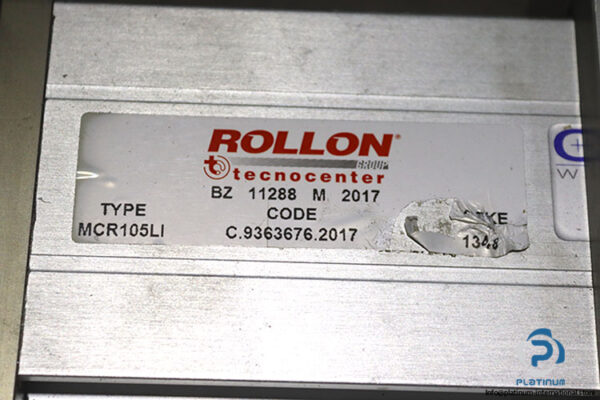 ROLLON®
GROUP
tecnocenter
BZ 11288 M 2017
TYPE
CODE
MCR105LI
C.9363676.2017
1348
W
PLATINUM